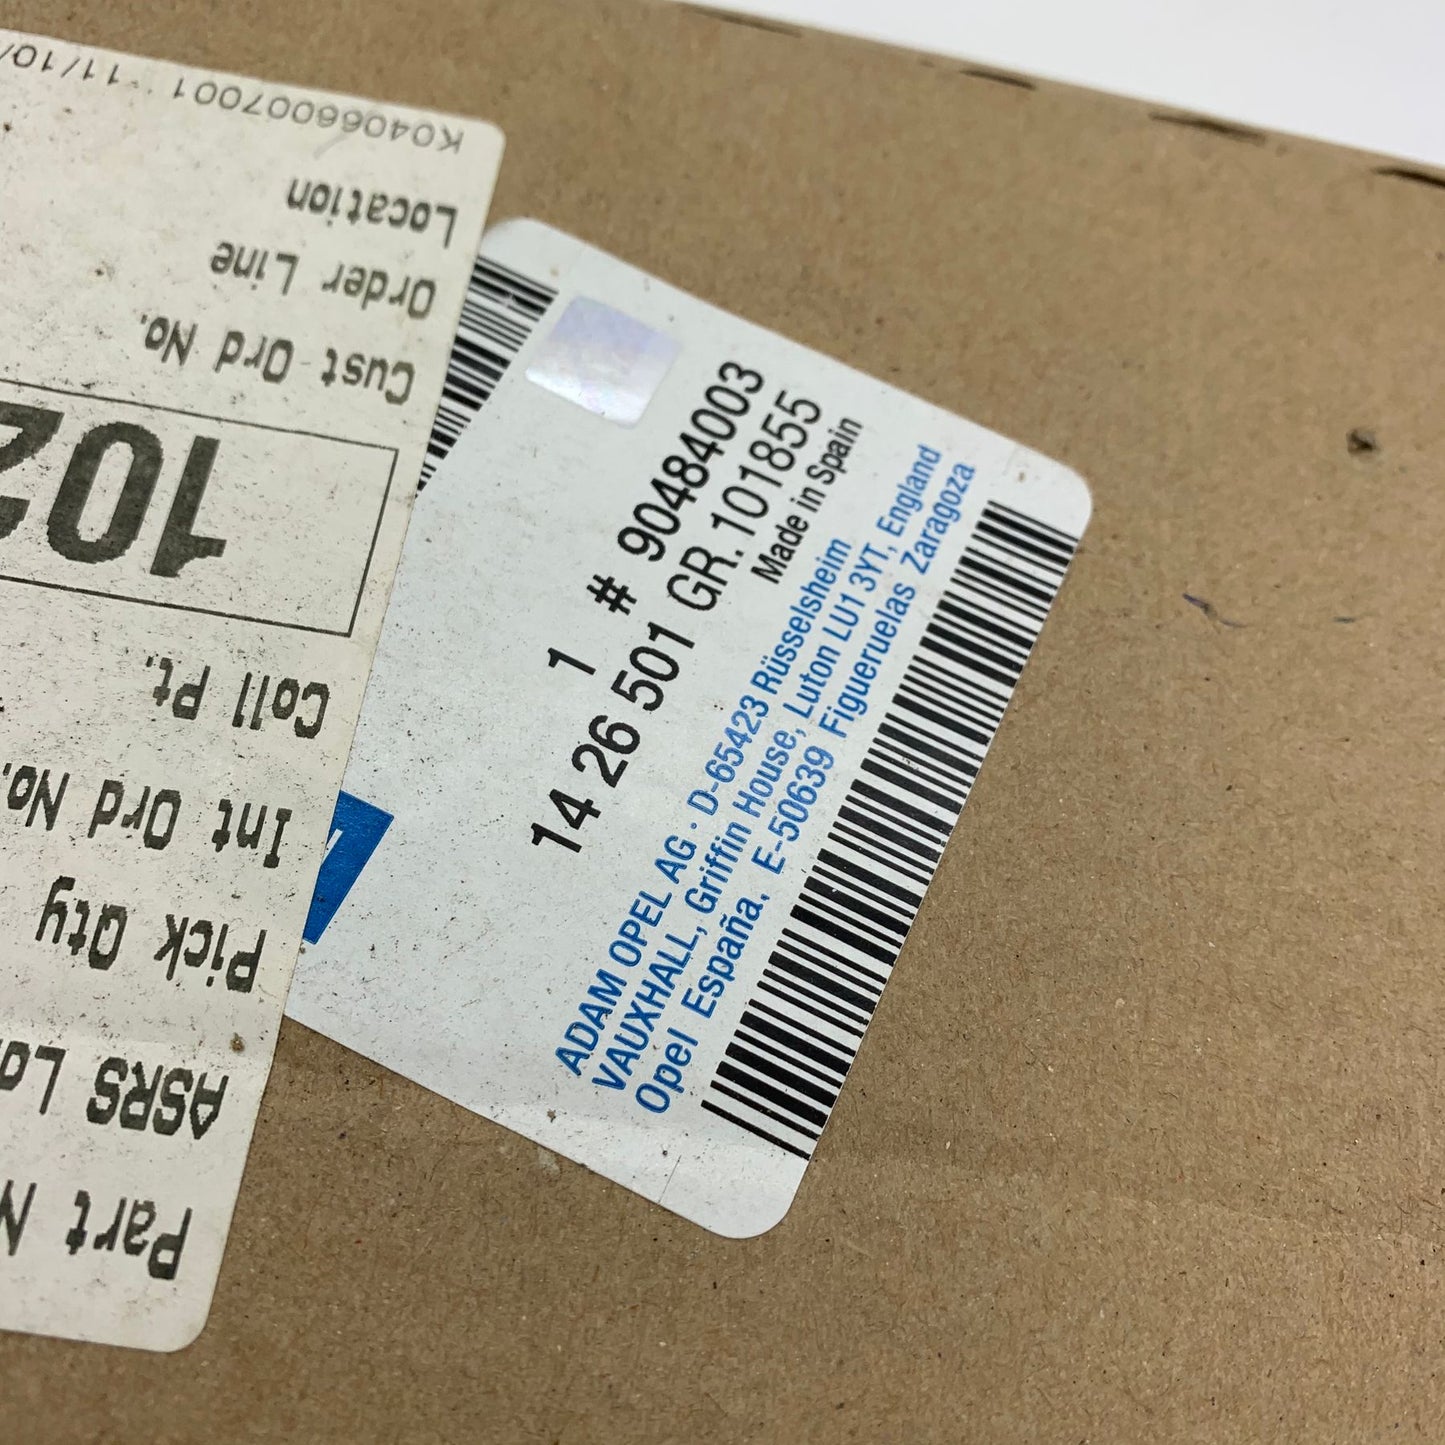 K0406007001 11/10/
Location
Order Line
Cust Ord No.
102
Coll Pt.
Int Ord No.
Pick Qty
ASRS Lo
Part N
1 # 90484003
14 26 501 GR.101855
Made in Spain
ADAM OPEL AG · D-65423 Rüsselsheim
VAUXHALL, Griffin House, Luton LU1 3YT, England
Opel España, E-50639 Figueruelas Zaragoza